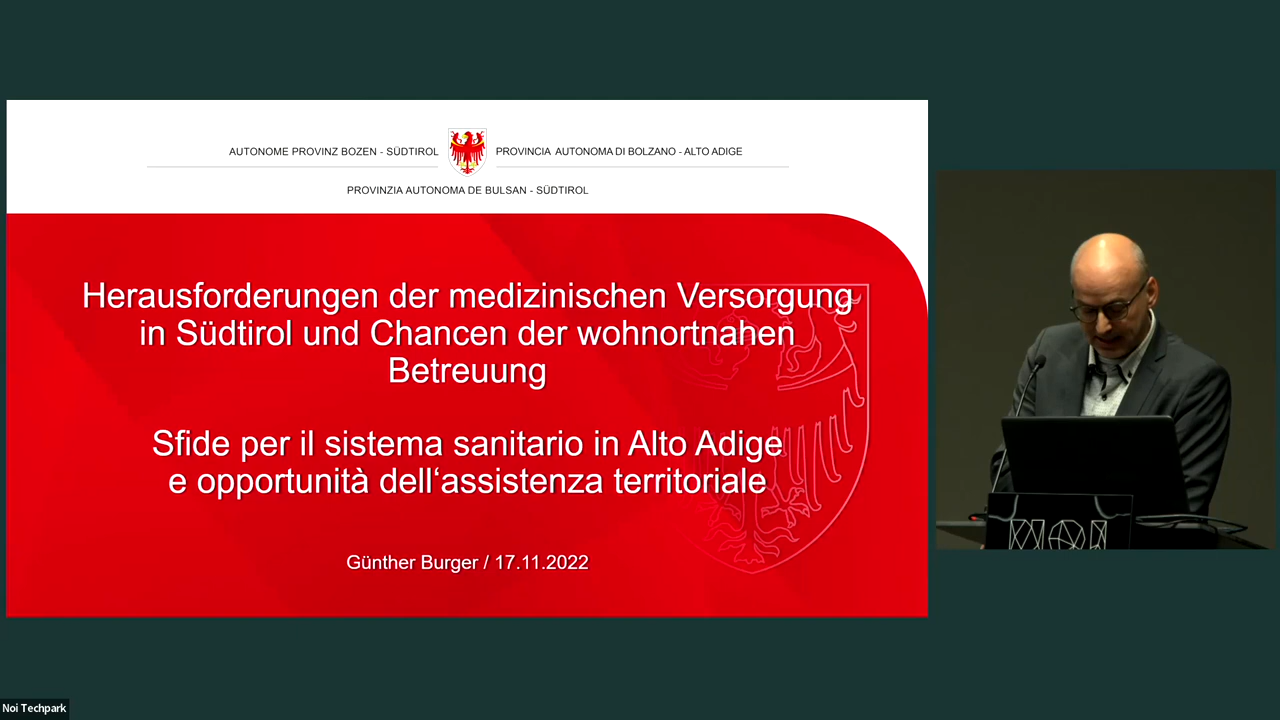 AUTONOME PROVINZ BOZEN - SÜDTIROL
PROVINCIA AUTONOMA DI BOLZANO - ALTO ADIGE
PROVINZIA AUTONOMA DE BULSAN - SÜDTIROL
Herausforderungen der medizinischen Versorgung
in Südtirol und Chancen der wohnortnahen
Betreuung
Sfide per il sistema sanitario in Alto Adige
e opportunità dell‘assistenza territoriale
Günther Burger / 17.11.2022
NOI
Noi Techpark